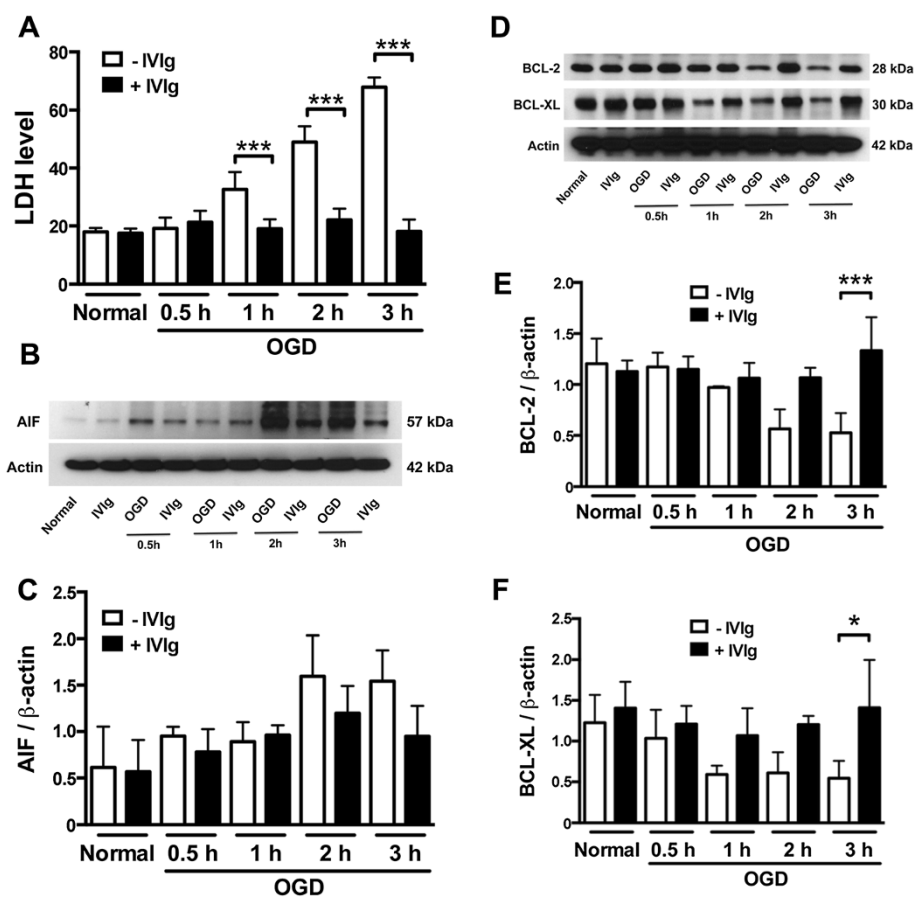 A
LDH level
80
60
40
20
0
- IVIg
+ IVIg
***
***
***
Normal 0.5 h 1 h 2 h 3 h
OGD
B
AIF
57 kDa
Actin
42 kDa
Normal IVIg OGD IVIg OGD IVIg OGD IVIg OGD IVIg
0.5h 1h 2h 3h
C
AIF / β-actin
2.5
2.0
1.5
1.0
0.5
0
- IVIg
+ IVIg
Normal 0.5 h 1 h 2 h 3 h
OGD
D
BCL-2
28 kDa
BCL-XL
30 kDa
Actin
42 kDa
Normal IVIg OGD IVIg OGD IVIg OGD IVIg OGD IVIg
0.5h 1h 2h 3h
E
BCL-2 / β-actin
2.0
1.5
1.0
0.5
0
- IVIg
+ IVIg
***
Normal 0.5 h 1 h 2 h 3 h
OGD
F
BCL-XL / β-actin
2.5
2.0
1.5
1.0
0.5
0
- IVIg
+ IVIg
*
Normal 0.5 h 1 h 2 h 3 h
OGD